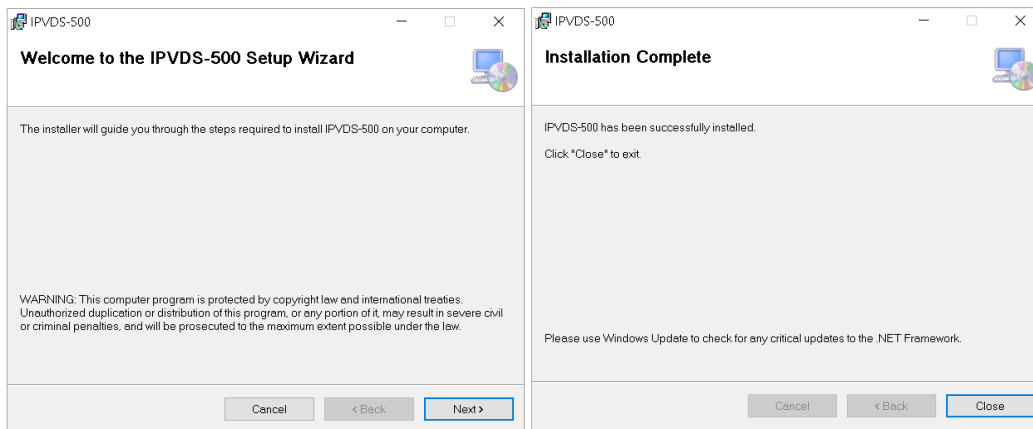 IPVDS-500
Welcome to the IPVDS-500 Setup Wizard
The installer will guide you through the steps required to install IPVDS-500 on your computer.
WARNING: This computer program is protected by copyright law and international treaties.
Unauthorized duplication or distribution of this program, or any portion of it, may result in severe civil
or criminal penalties, and will be prosecuted to the maximum extent possible under the law.
Cancel
< Back
Next >
IPVDS-500
Installation Complete
IPVDS-500 has been successfully installed.
Click "Close" to exit.
Please use Windows Update to check for any critical updates to the .NET Framework.
Cancel
< Back
Close